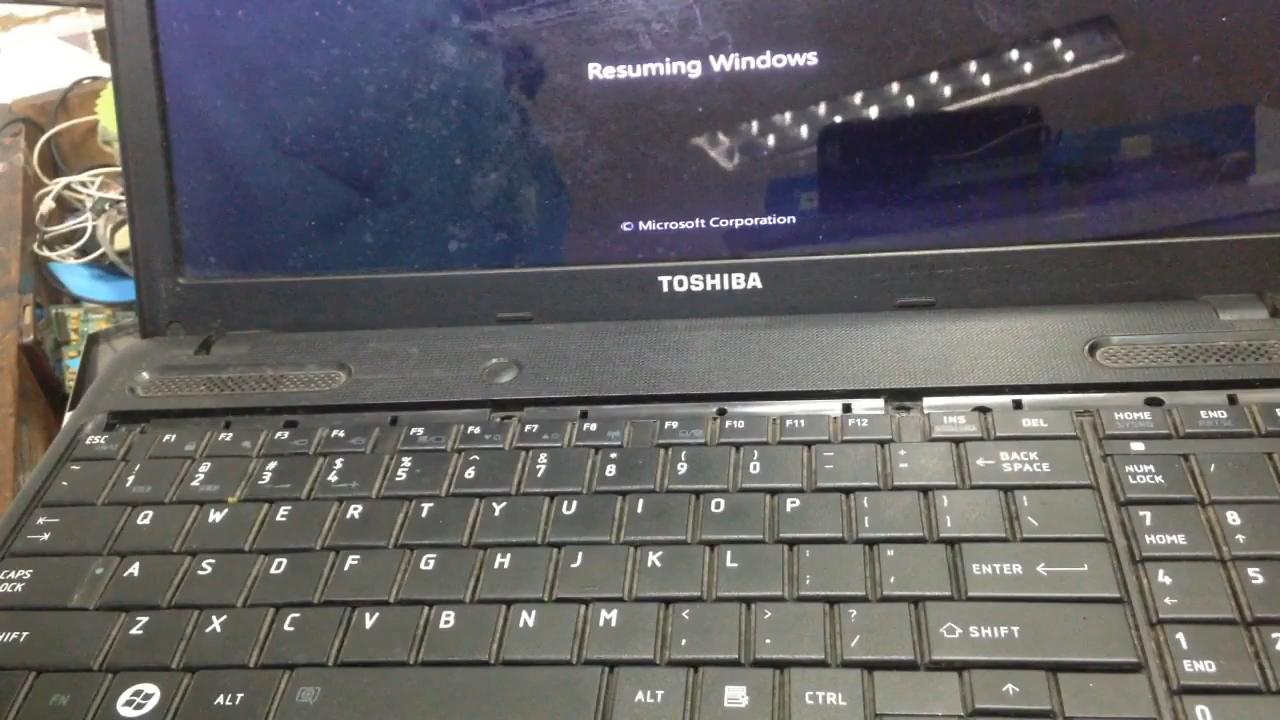 Resuming Windows
© Microsoft Corporation
TOSHIBA
ESC F1 F2 F3 F4 F5 F6 F7 F8 F9 F10 F11 F12 INS DEL HOME END
~ ` ! 1 @ 2 # 3 $ 4 % 5 ^ 6 & 7 * 8 ( 9 ) 0 _ - + = ← BACK SPACE NUM LOCK /
Q W E R T Y U I O P { [ } ] | \ 7 HOME 8 ↑
CAPS LOCK A S D F G H J K L : ; " ' ENTER 4 ← 5
HIFT Z X C V B N M < , > . ? / SHIFT 1 END 2
FN ALT ALT CTRL ↑ 0